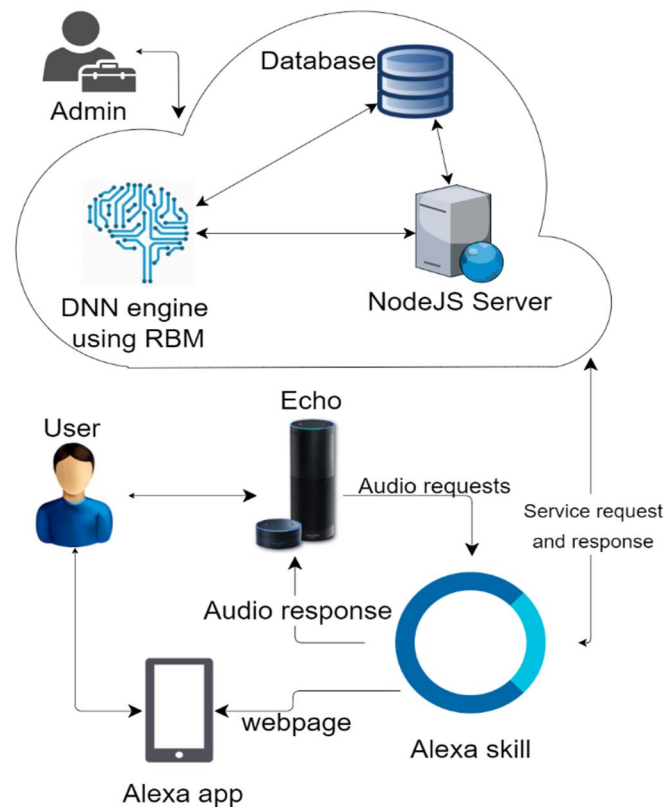 Admin
Database
DNN engine
using RBM
NodeJS Server
User
Echo
Audio requests
Service request
and response
Audio response
webpage
Alexa skill
Alexa app